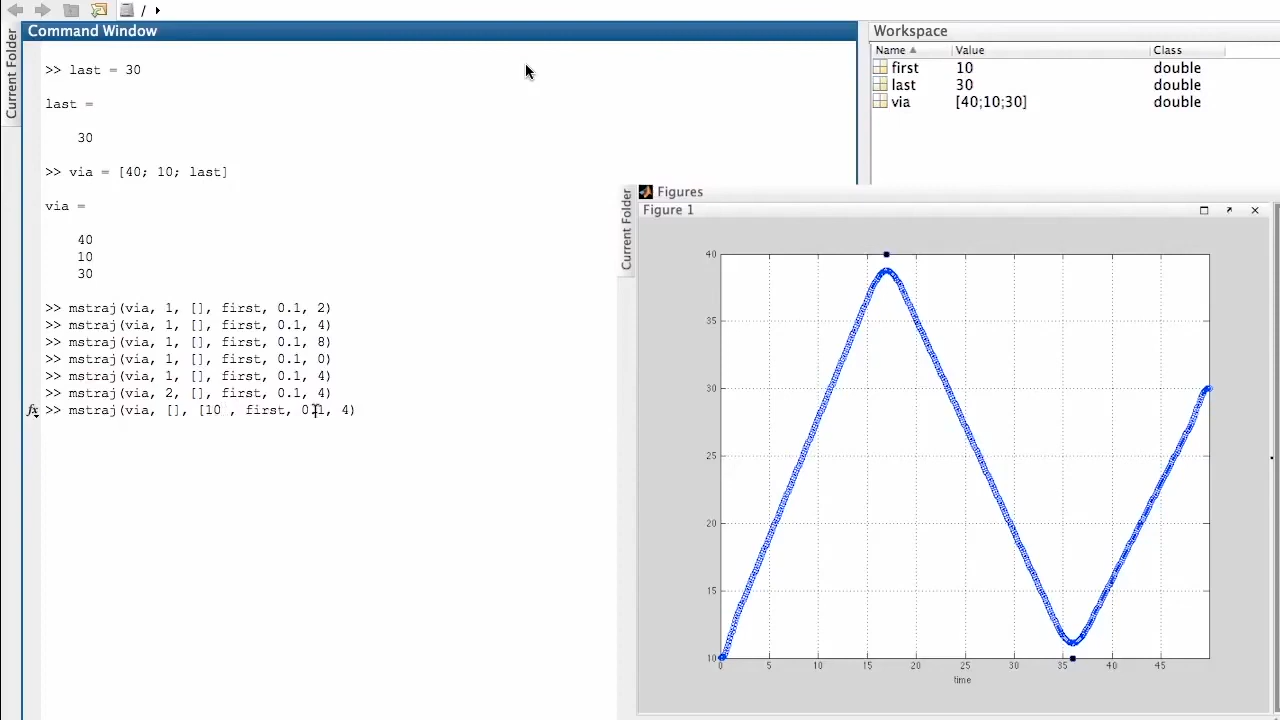 /
Current Folder
Command Window
>> last = 30
last =
30
>> via = [40; 10; last]
via =
40
10
30
>> mstraj(via, 1, [], first, 0.1, 2)
>> mstraj(via, 1, [], first, 0.1, 4)
>> mstraj(via, 1, [], first, 0.1, 8)
>> mstraj(via, 1, [], first, 0.1, 0)
>> mstraj(via, 1, [], first, 0.1, 4)
>> mstraj(via, 2, [], first, 0.1, 4)
fx >> mstraj(via, [], [10 , first, 0.1, 4)
Workspace
Name Value Class
first 10 double
last 30 double
via [40;10;30] double
Current Folder
Figures
Figure 1
40
35
30
25
20
15
10
0 5 10 15 20 25 30 35 40 45
time